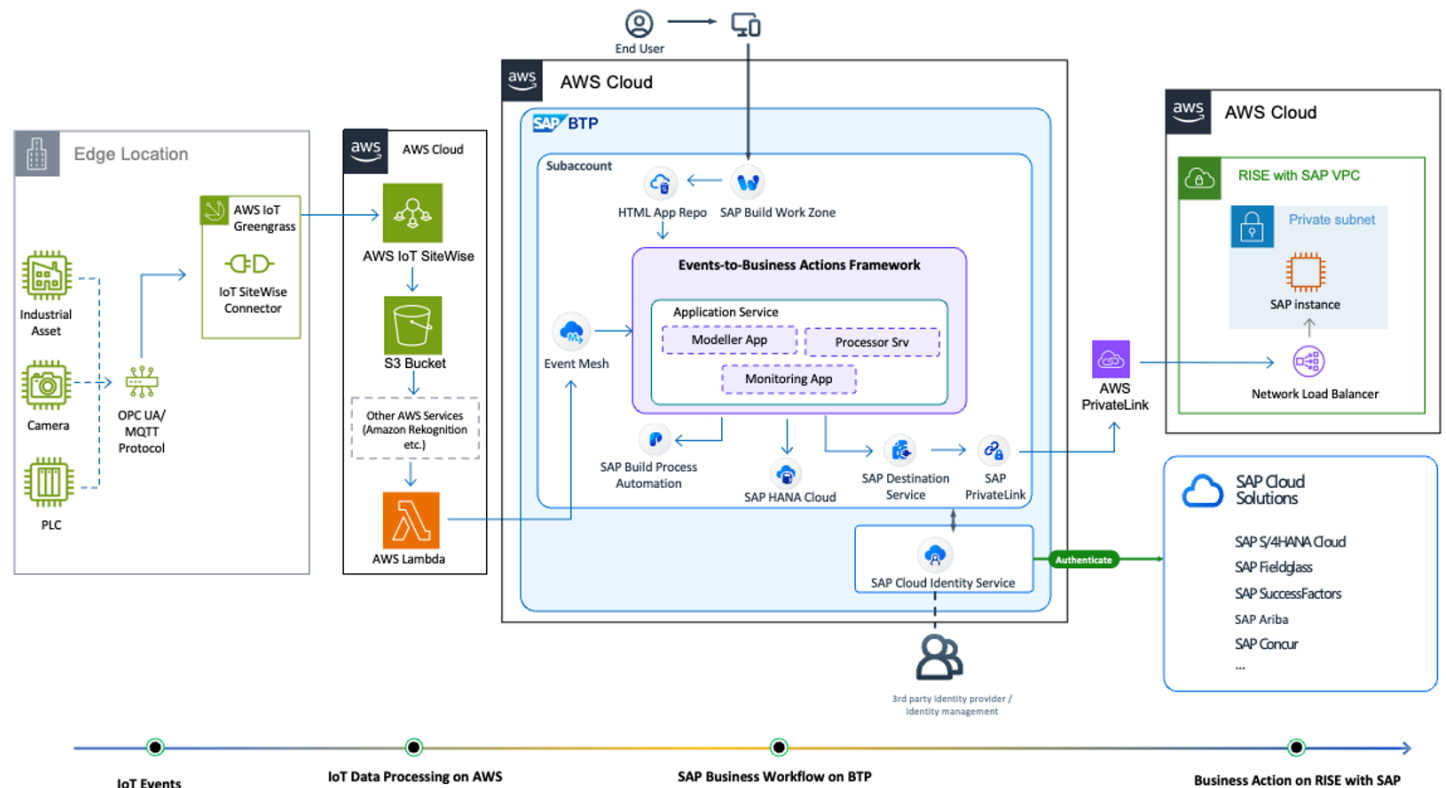 End User
aws
AWS Cloud
SAP BTP
Subaccount
HTML App Repo
SAP Build Work Zone
Events-to-Business Actions Framework
Application Service
Modeller App
Processor Srv
Monitoring App
Event Mesh
SAP Build Process
Automation
SAP HANA Cloud
SAP Destination
Service
SAP
PrivateLink
SAP Cloud Identity Service
Authenticate
3rd party identity provider /
Identity management
Edge Location
AWS IoT
Greengrass
IoT SiteWise
Connector
Industrial
Asset
Camera
PLC
OPC UA/
MQTT
Protocol
aws
AWS Cloud
AWS IoT SiteWise
S3 Bucket
Other AWS Services
(Amazon Rekognition
etc.)
AWS Lambda
AWS
PrivateLink
aws
AWS Cloud
RISE with SAP VPC
Private subnet
SAP instance
Network Load Balancer
SAP Cloud
Solutions
SAP S/4HANA Cloud
SAP Fieldglass
SAP SuccessFactors
SAP Ariba
SAP Concur
...
IoT Events
IoT Data Processing on AWS
SAP Business Workflow on BTP
Business Action on RISE with SAP